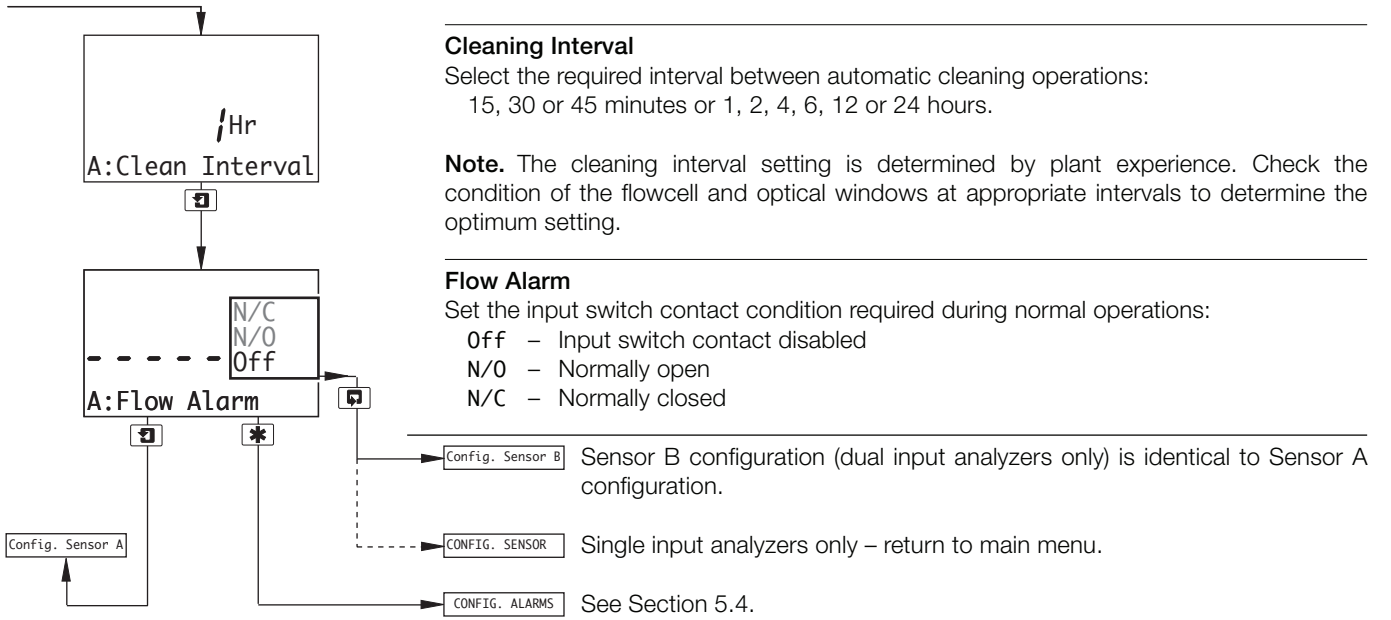 1Hr
A:Clean Interval
Cleaning Interval
Select the required interval between automatic cleaning operations:
15, 30 or 45 minutes or 1, 2, 4, 6, 12 or 24 hours.
Note. The cleaning interval setting is determined by plant experience. Check the
condition of the flowcell and optical windows at appropriate intervals to determine the
optimum setting.
N/C
N/O
- - - - - Off
A:Flow Alarm
Flow Alarm
Set the input switch contact condition required during normal operations:
Off – Input switch contact disabled
N/O – Normally open
N/C – Normally closed
Config. Sensor B Sensor B configuration (dual input analyzers only) is identical to Sensor A
configuration.
Config. Sensor A
CONFIG. SENSOR Single input analyzers only – return to main menu.
CONFIG. ALARMS See Section 5.4.